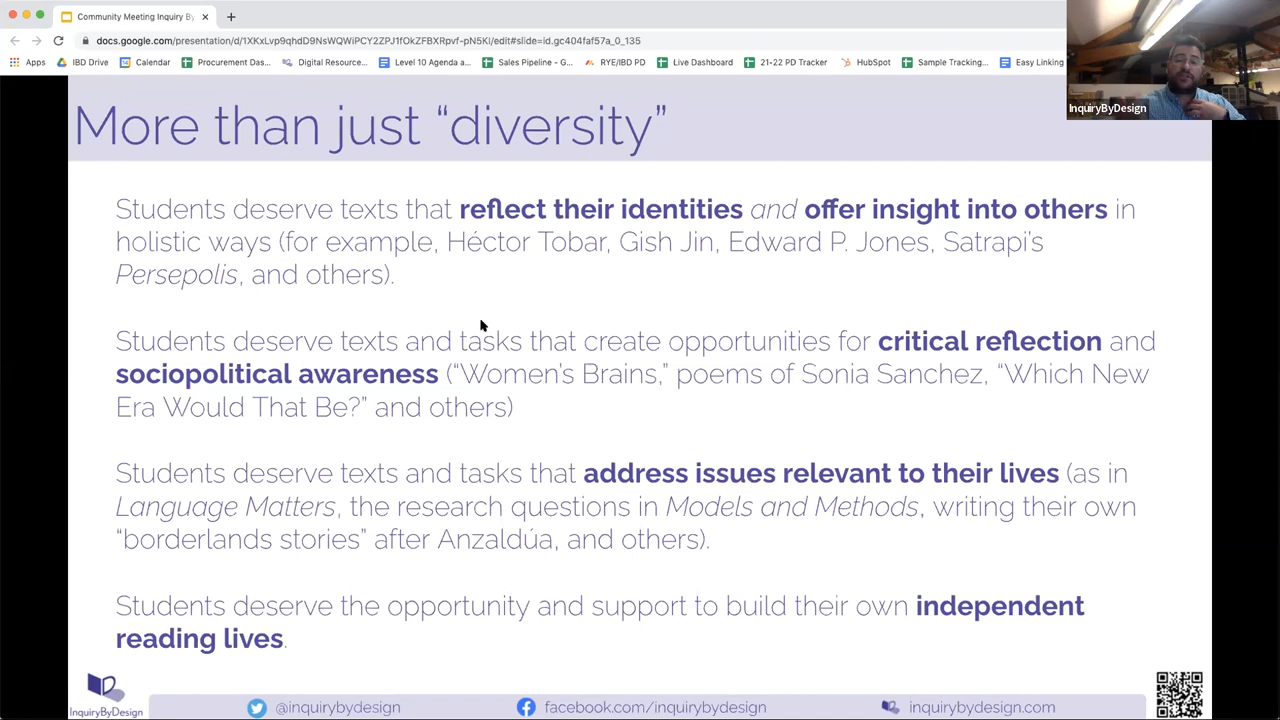 Community Meeting Inquiry By
docs.google.com/presentation/d/1XKxLvp9qhdD9NsWQWiPCY2ZPJ1fOkZFBXRpvf-pN5KI/edit#slide=id.gc404faf57a_0_135
Apps IBD Drive Calendar Procurement Das... Digital Resource... Level 10 Agenda a... Sales Pipeline - G... RYE/IBD PD Live Dashboard 21-22 PD Tracker HubSpot Sample Tracking... Easy Linking
InquiryByDesign
More than just “diversity”
Students deserve texts that reflect their identities and offer insight into others in
holistic ways (for example, Héctor Tobar, Gish Jin, Edward P. Jones, Satrapi’s
Persepolis, and others).
Students deserve texts and tasks that create opportunities for critical reflection and
sociopolitical awareness (“Women’s Brains,” poems of Sonia Sanchez, “Which New
Era Would That Be?” and others)
Students deserve texts and tasks that address issues relevant to their lives (as in
Language Matters, the research questions in Models and Methods, writing their own
“borderlands stories” after Anzaldúa, and others).
Students deserve the opportunity and support to build their own independent
reading lives.
InquiryByDesign
@inquirybydesign facebook.com/inquirybydesign inquirybydesign.com